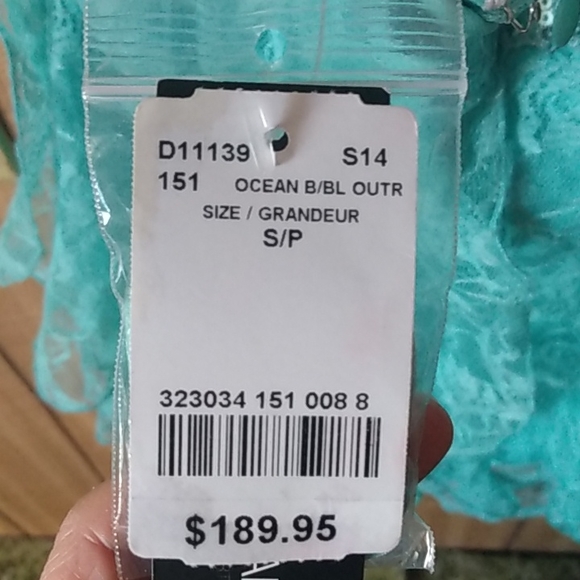 D11139 S14
151 OCEAN B/BL OUTR
SIZE / GRANDEUR
S/P
323034 151 008 8
$189.95